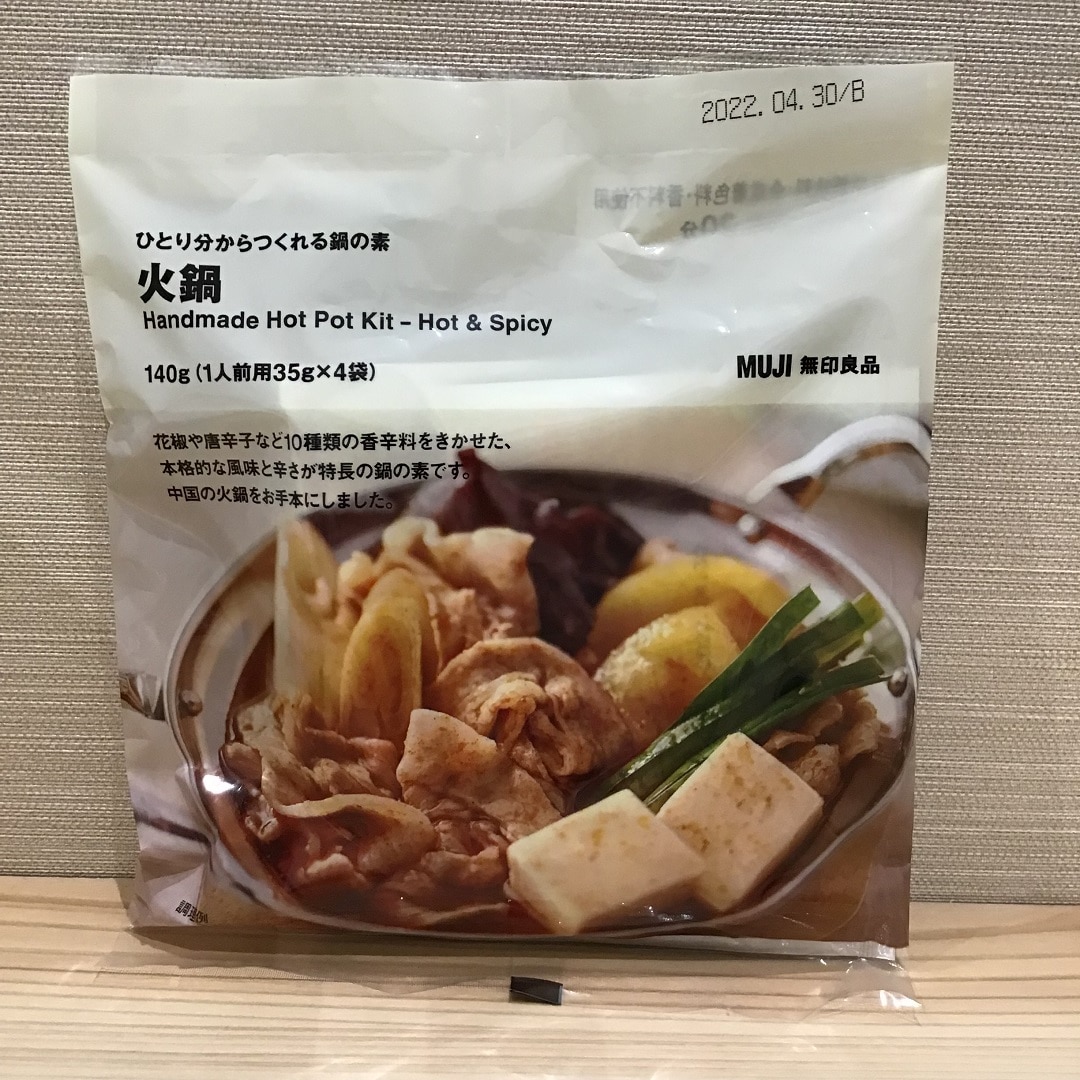 2022.04.30/B
ひとり分からつくれる鍋の素
火鍋
Handmade Hot Pot Kit – Hot & Spicy
140g(1人前用35g×4袋)
MUJI 無印良品
花椒や唐辛子など10種類の香辛料をきかせた、
本格的な風味と辛さが特長の鍋の素です。
中国の火鍋をお手本にしました。
調理例